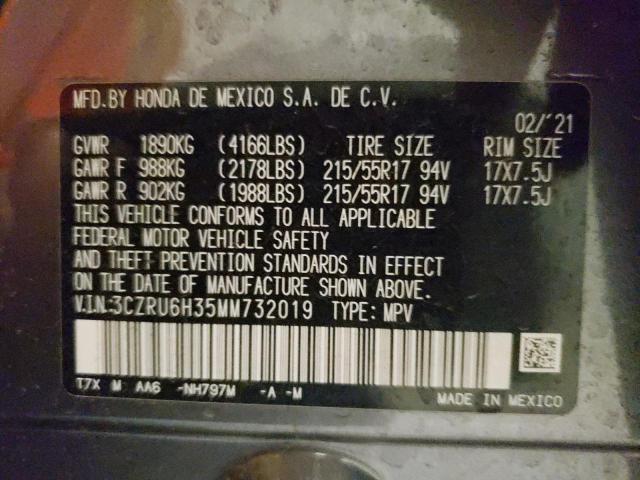 MFD.BY HONDA DE MEXICO S.A. DE C.V.
02/'21
GVWR 1890KG (4166LBS) TIRE SIZE RIM SIZE
GAWR F 988KG (2178LBS) 215/55R17 94V 17X7.5J
GAWR R 902KG (1988LBS) 215/55R17 94V 17X7.5J
THIS VEHICLE CONFORMS TO ALL APPLICABLE
FEDERAL MOTOR VEHICLE SAFETY
AND THEFT PREVENTION STANDARDS IN EFFECT
ON THE DATE OF MANUFACTURE SHOWN ABOVE.
V.I.N:3CZRU6H35MM732019 TYPE: MPV
T7X M AA6 -NH797M -A -M
MADE IN MEXICO